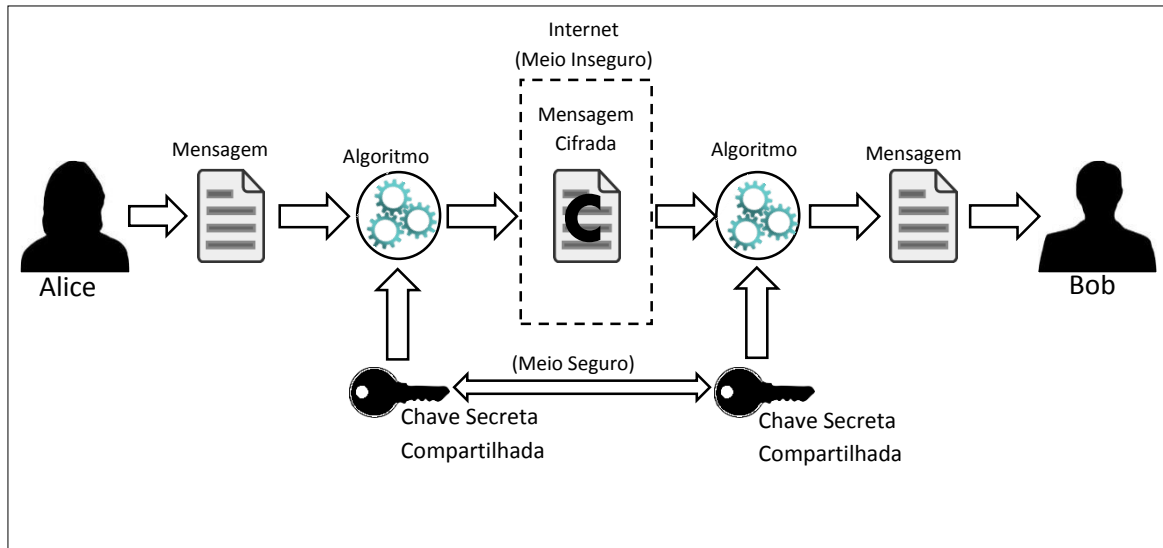 Internet
(Meio Inseguro)
Mensagem
Cifrada
Mensagem
Algoritmo
Algoritmo
Mensagem
C
Alice
Bob
(Meio Seguro)
Chave Secreta
Compartilhada
Chave Secreta
Compartilhada